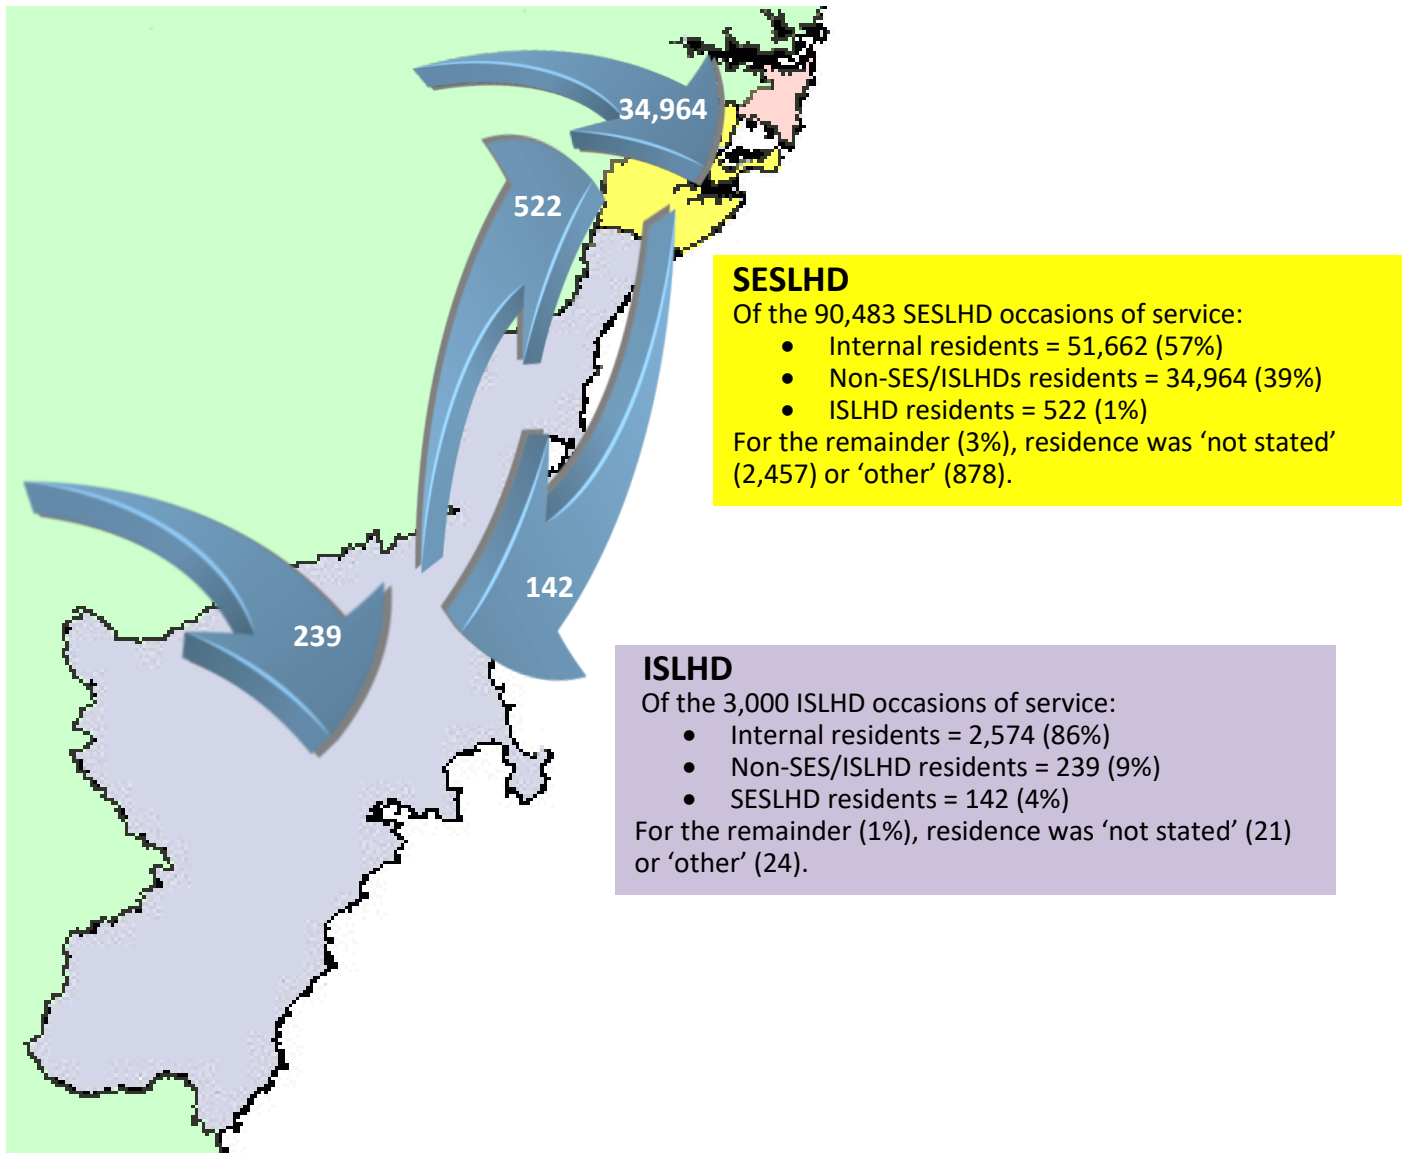 34,964
522
SESLHD
Of the 90,483 SESLHD occasions of service:
• Internal residents = 51,662 (57%)
• Non-SES/ISLHDs residents = 34,964 (39%)
• ISLHD residents = 522 (1%)
For the remainder (3%), residence was ‘not stated’
(2,457) or ‘other’ (878).
142
239
ISLHD
Of the 3,000 ISLHD occasions of service:
• Internal residents = 2,574 (86%)
• Non-SES/ISLHD residents = 239 (9%)
• SESLHD residents = 142 (4%)
For the remainder (1%), residence was ‘not stated’ (21)
or ‘other’ (24).